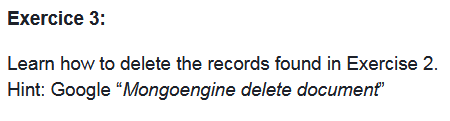 Exercice 3:
Learn how to delete the records found in Exercise 2.
Hint: Google “Mongoengine delete document”